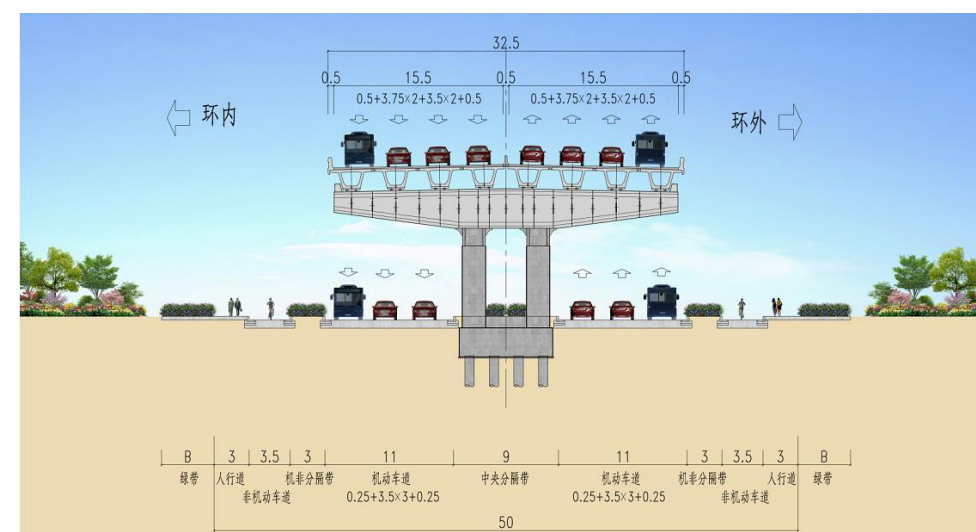 32.5
0.5 15.5 0.5 15.5 0.5
0.5+3.75×2+3.5×2+0.5 0.5+3.75×2+3.5×2+0.5
环内 环外
B 3 3.5 3 11 9 11 3 3.5 3 B
绿带 人行道 机非分隔带 机动车道 中央分隔带 机动车道 机非分隔带 人行道 绿带
非机动车道 0.25+3.5×3+0.25 0.25+3.5×3+0.25 非机动车道
50